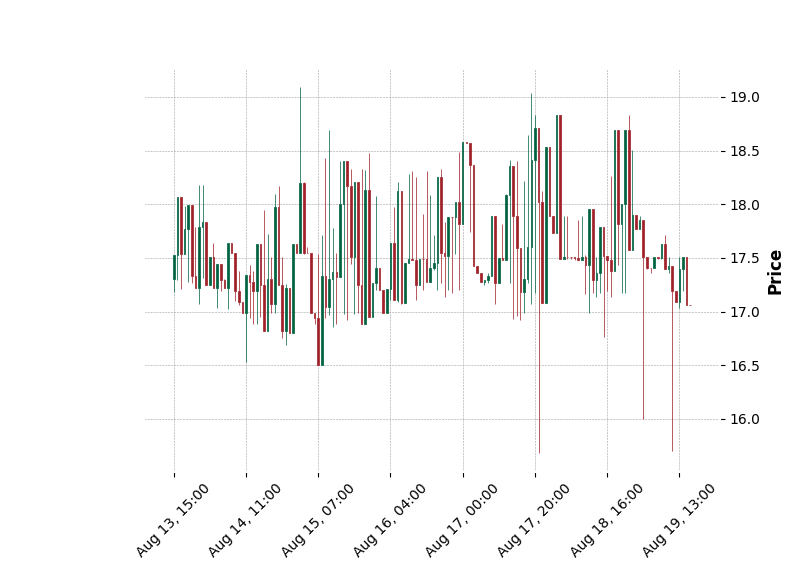 19.0
18.5
18.0
17.5
17.0
16.5
16.0
Price
Aug 13, 15:00
Aug 14, 11:00
Aug 15, 07:00
Aug 16, 04:00
Aug 17, 00:00
Aug 17, 20:00
Aug 18, 16:00
Aug 19, 13:00